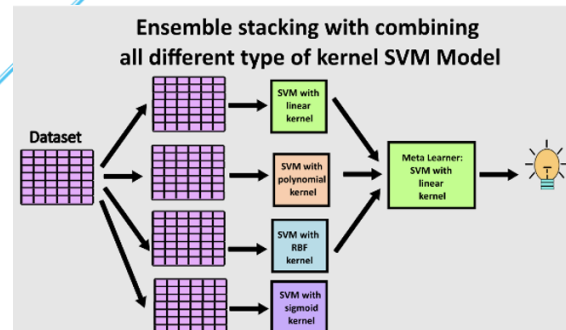 Ensemble stacking with combining
all different type of kernel SVM Model
Dataset
SVM with
linear
kernel
SVM with
polynomial
kernel
SVM with
RBF
kernel
SVM with
sigmoid
kernel
Meta Learner:
SVM with
linear
kernel